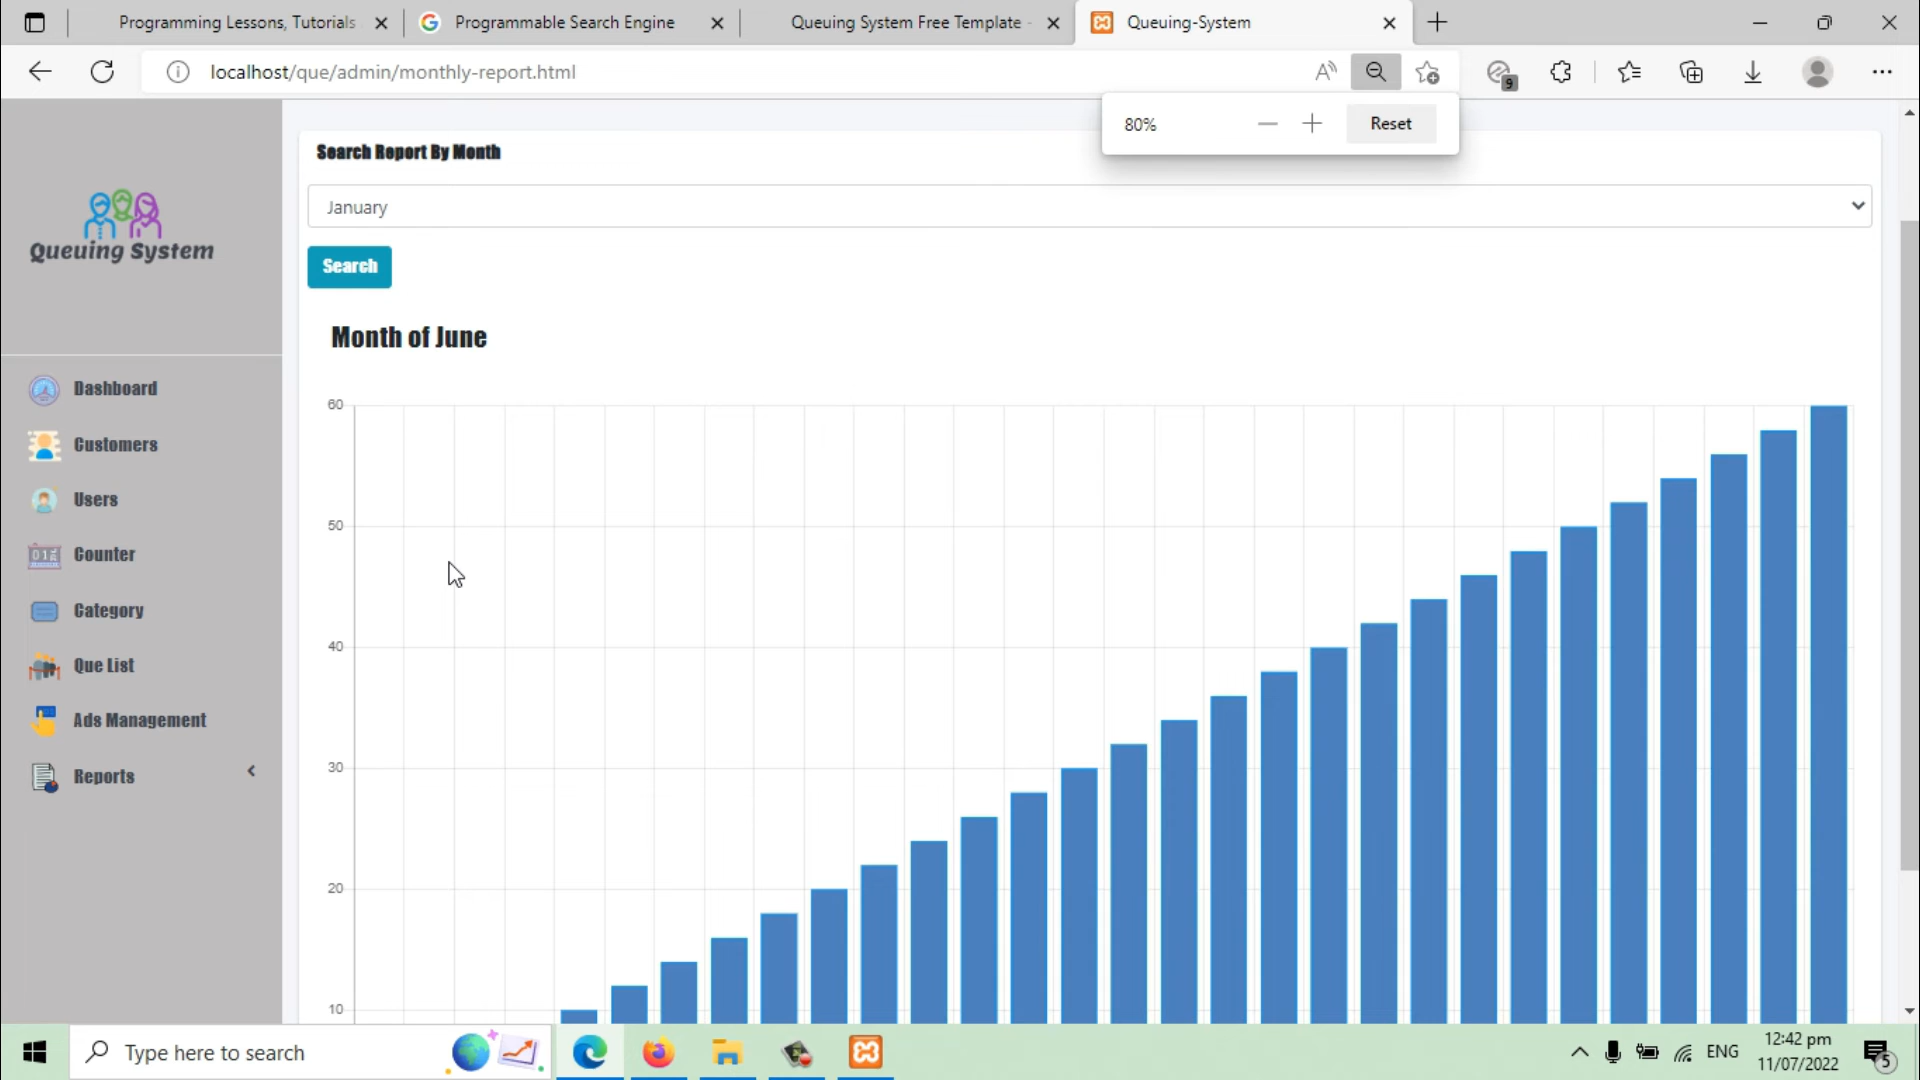 Programming Lessons, Tutorials
Programmable Search Engine
Queuing System Free Template -
Queuing-System
localhost/que/admin/monthly-report.html
9
80%
Reset
Queuing System
Search Report By Month
January
Search
Month of June
Dashboard
Customers
Users
Counter
Category
Que List
Ads Management
Reports
60
50
40
30
20
10
Type here to search
ENG
12:42 pm
11/07/2022
5